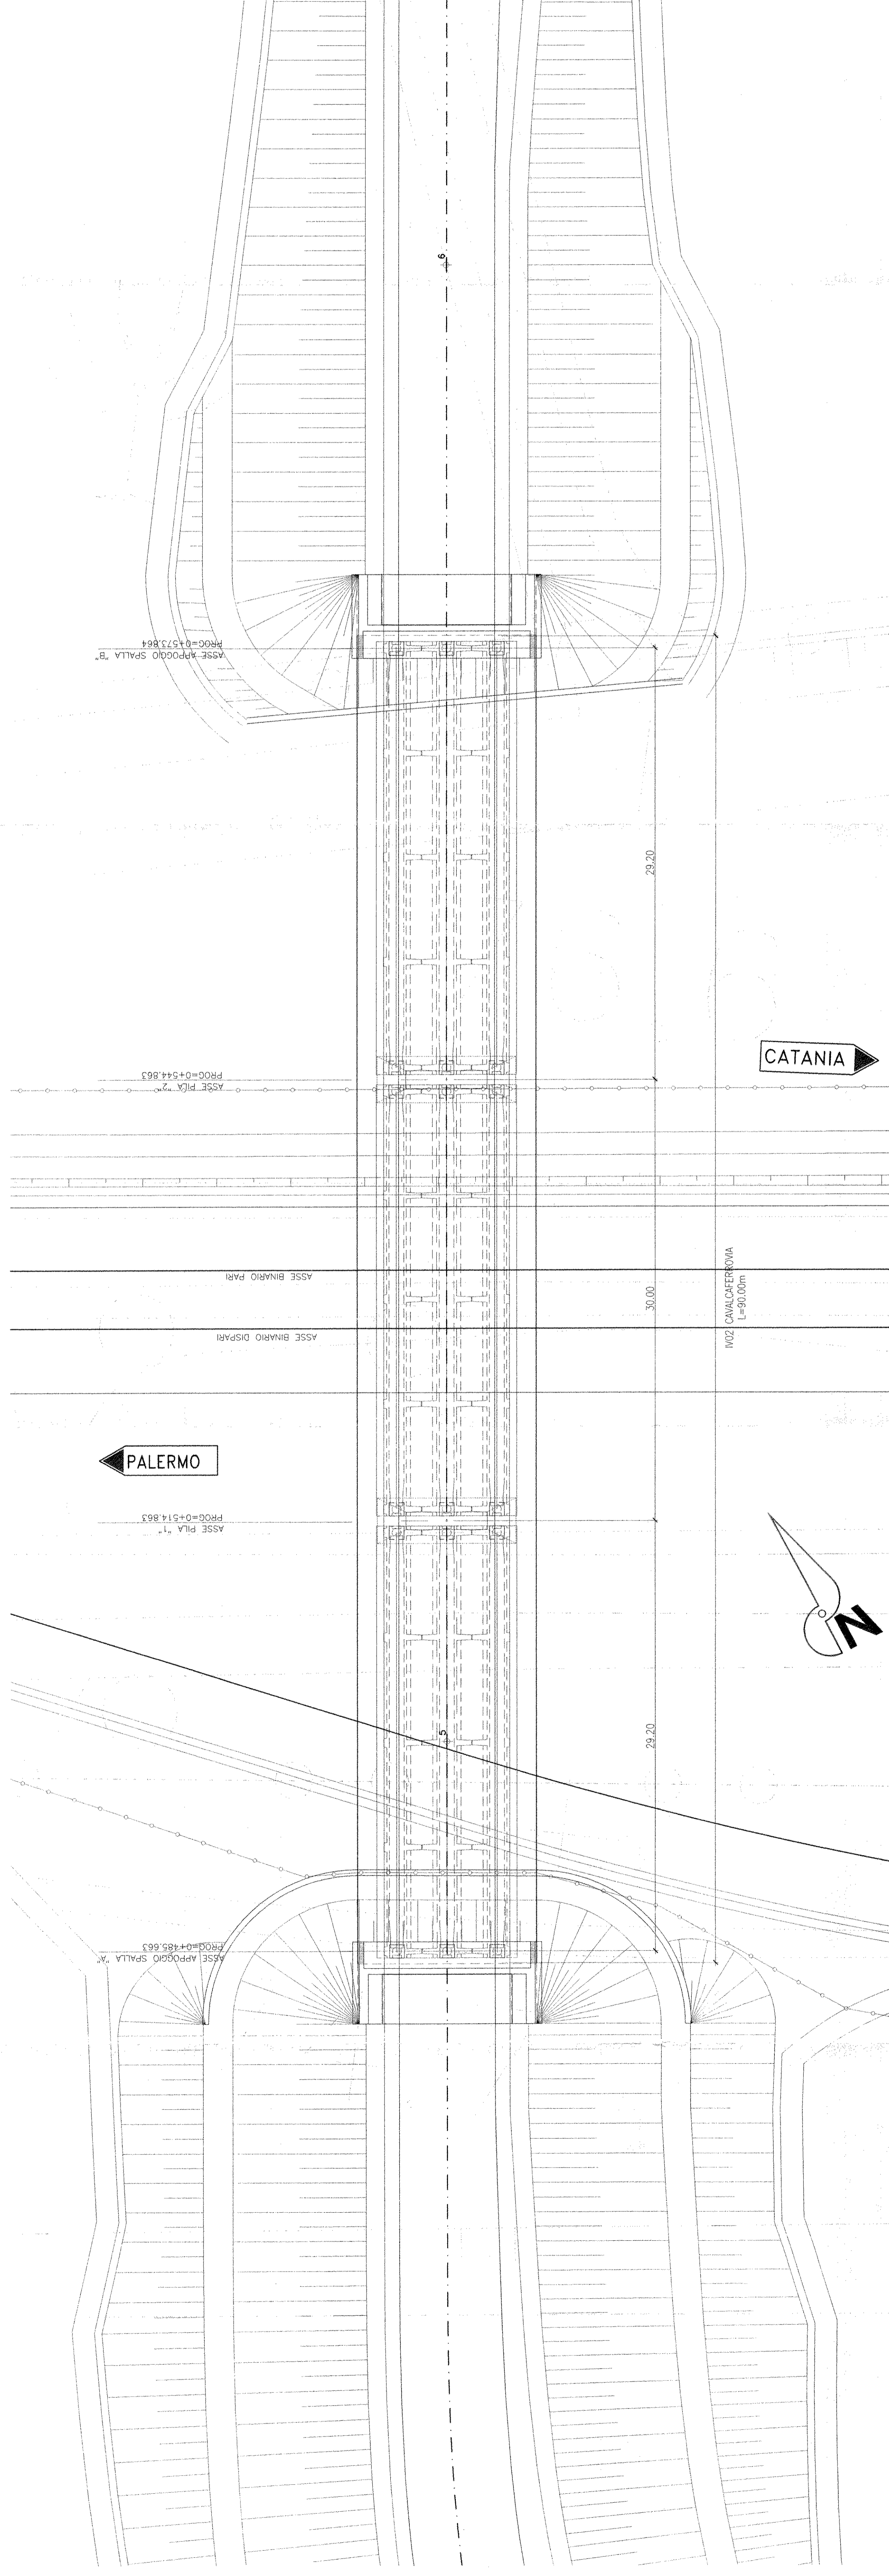 6
ASSE APPOGGIO SPALLA "B"
PROG=0+573.864
29.20
CATANIA
ASSE PILA "2"
PROG=0+544.863
ASSE BINARIO PARI
30.00
IV02 CAVALCAFERROVIA
L=90.00m
ASSE BINARIO DISPARI
PALERMO
ASSE PILA "1"
PROG=0+514.863
N
5
29.20
ASSE APPOGGIO SPALLA "A"
PROG=0+485.663